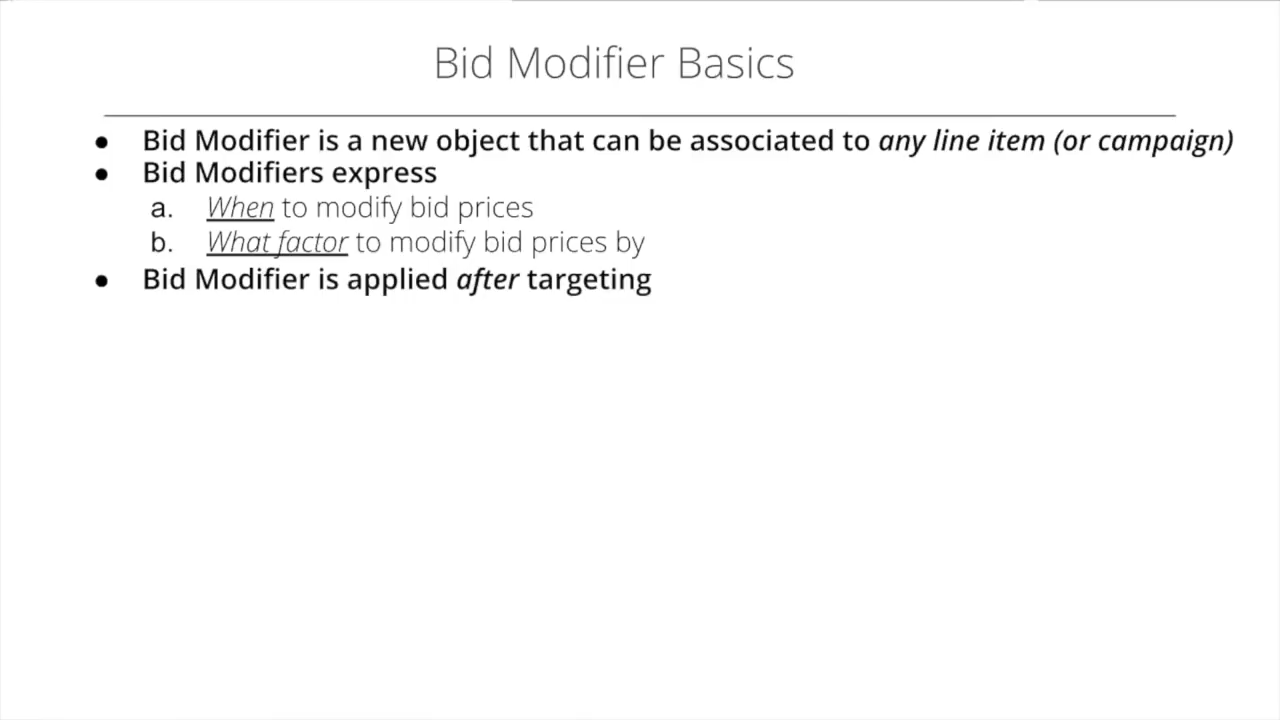 Bid Modifier Basics
● Bid Modifier is a new object that can be associated to any line item (or campaign)
● Bid Modifiers express
a. When to modify bid prices
b. What factor to modify bid prices by
● Bid Modifier is applied after targeting